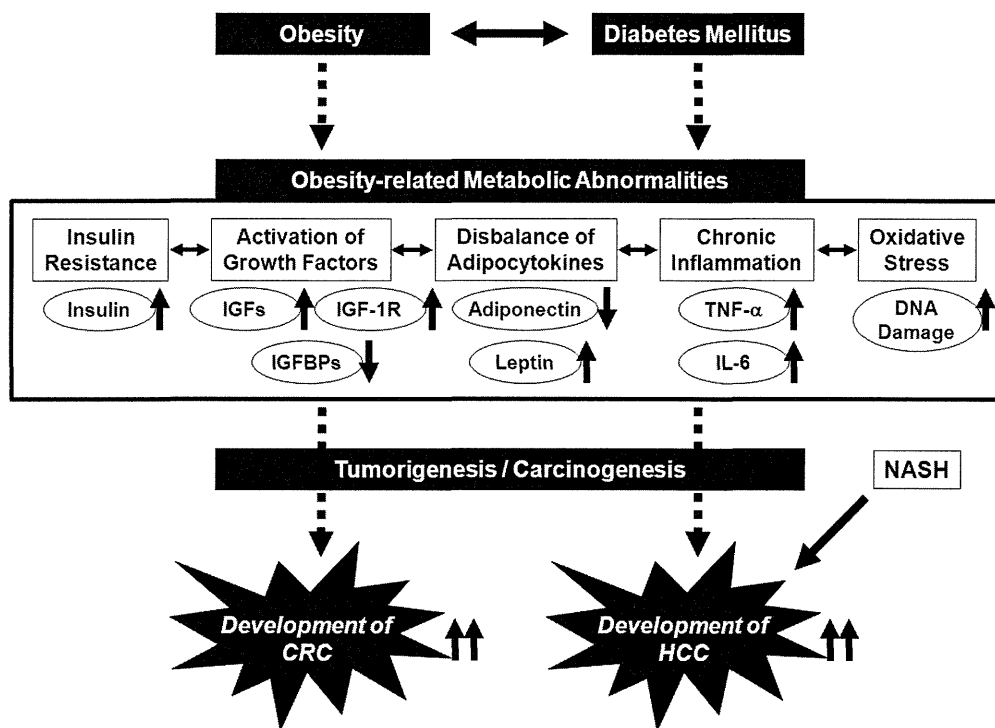 Obesity
Diabetes Mellitus
Obesity-related Metabolic Abnormalities
Insulin
Resistance
Activation of
Growth Factors
Disbalance of
Adipocytokines
Chronic
Inflammation
Oxidative
Stress
Insulin
IGFs
IGF-1R
IGFBPs
Adiponectin
Leptin
TNF-α
IL-6
DNA
Damage
Tumorigenesis / Carcinogenesis
NASH
Development of
CRC
Development of
HCC